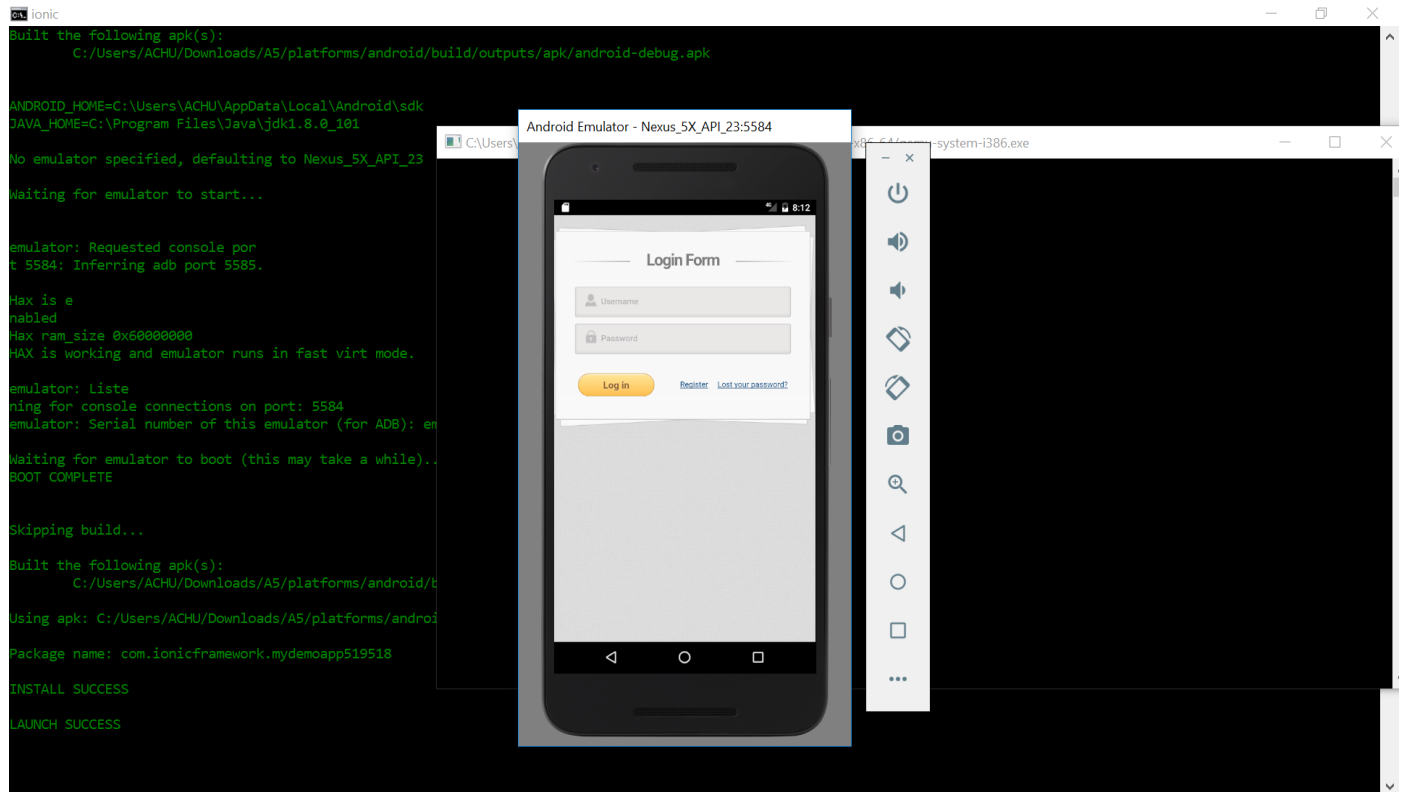 ionic
Built the following apk(s):
C:/Users/ACHU/Downloads/A5/platforms/android/build/outputs/apk/android-debug.apk
ANDROID_HOME=C:\Users\ACHU\AppData\Local\Android\sdk
JAVA_HOME=C:\Program Files\Java\jdk1.8.0_101
No emulator specified, defaulting to Nexus_5X_API_23
Waiting for emulator to start...
emulator: Requested console por
t 5584: Inferring adb port 5585.
Hax is e
nabled
Hax ram_size 0x60000000
HAX is working and emulator runs in fast virt mode.
emulator: Liste
ning for console connections on port: 5584
emulator: Serial number of this emulator (for ADB): em
Waiting for emulator to boot (this may take a while)..
BOOT COMPLETE
Skipping build...
Built the following apk(s):
C:/Users/ACHU/Downloads/A5/platforms/android/b
Using apk: C:/Users/ACHU/Downloads/A5/platforms/androi
Package name: com.ionicframework.mydemoapp519518
INSTALL SUCCESS
LAUNCH SUCCESS
C:\Users\
-system-i386.exe
Android Emulator - Nexus_5X_API_23:5584
8:12
Login Form
Username
Password
Log in
Register
Lost your password?